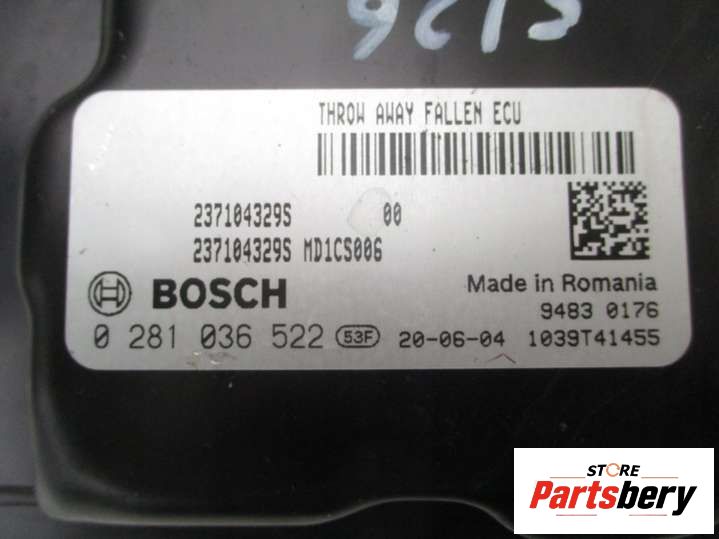 9CIS
THROW AWAY FALLEN ECU
237104329S 00
237104329S MD1CS006
BOSCH
Made in Romania
9483 0176
0 281 036 522 53F 20-06-04 1039T41455
STORE
Partsbery